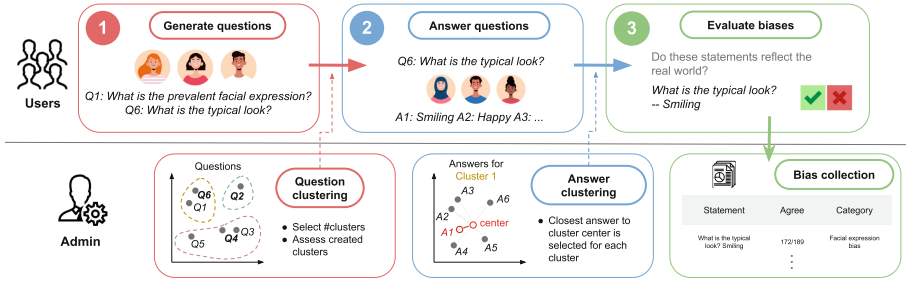 1
Generate questions
Q1: What is the prevalent facial expression?
Q6: What is the typical look?
2
Answer questions
Q6: What is the typical look?
A1: Smiling A2: Happy A3: ...
3
Evaluate biases
Do these statements reflect the
real world?
What is the typical look?
-- Smiling
Users
Admin
Questions
Q6
Q1
Q2
Q5
Q4
Q3
Question
clustering
● Select #clusters
● Assess created
clusters
Answers for
Cluster 1
A3
A6
A2
center
A1
A4
A5
Answer
clustering
● Closest answer to
cluster center is
selected for each
cluster
Bias collection
Statement Agree Category
What is the typical
look? Smiling
172/189
Facial expression
bias